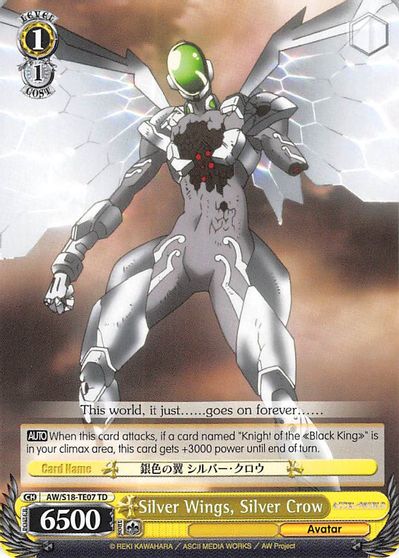 LEVEL
1
1
COST
This world, it just......goes on forever......
AUTO When this card attacks, if a card named "Knight of the «Black King»" is
in your climax area, this card gets +3000 power until end of turn.
Card Name
銀色の翼 シルバー・クロウ
CH AW/S18-TE07 TD
POWER 6500 SOUL
Silver Wings, Silver Crow
Avatar
© REKI KAWAHARA / ASCII MEDIA WORKS / AW Project